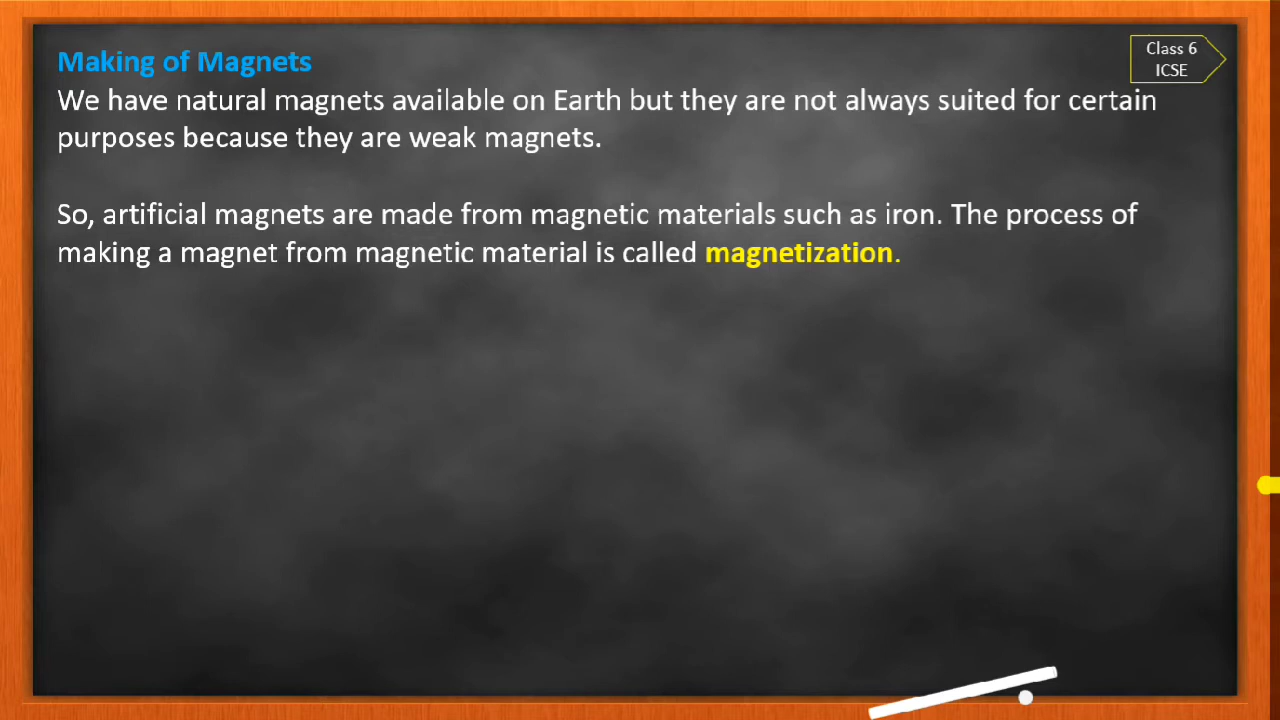 Making of Magnets
Class 6
ICSE
We have natural magnets available on Earth but they are not always suited for certain
purposes because they are weak magnets.
So, artificial magnets are made from magnetic materials such as iron. The process of
making a magnet from magnetic material is called magnetization.